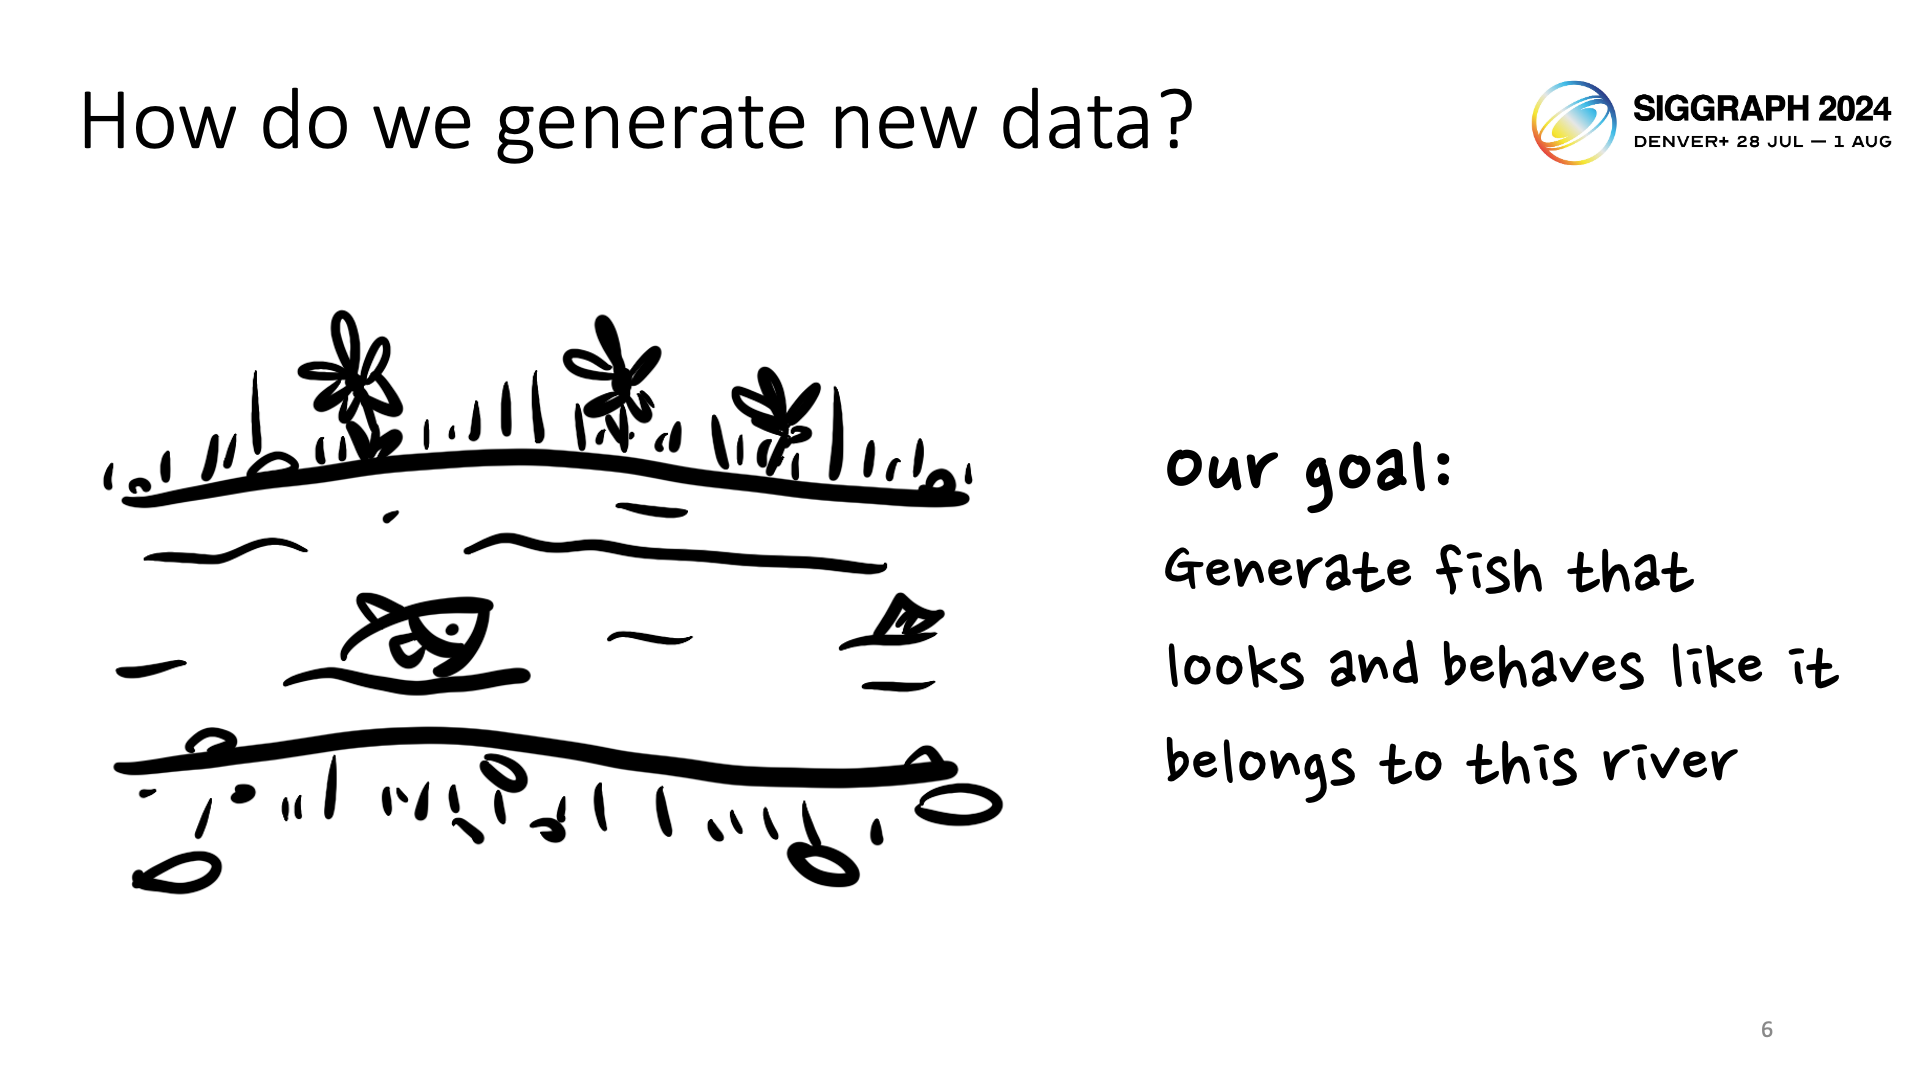 How do we generate new data?
SIGGRAPH 2024
DENVER+ 28 JUL — 1 AUG
our goal:
Generate fish that
looks and behaves like it
belongs to this river
6